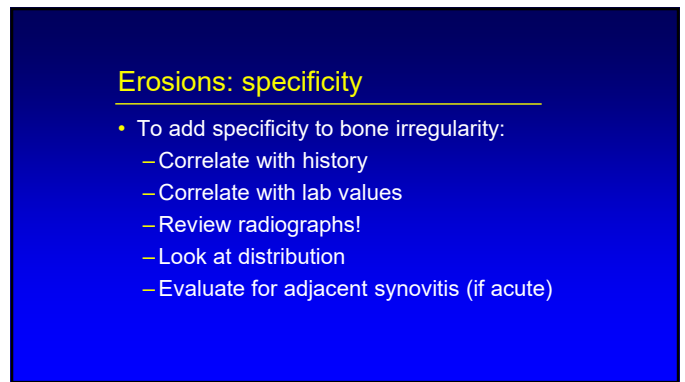 Erosions: specificity
• To add specificity to bone irregularity:
–Correlate with history
–Correlate with lab values
–Review radiographs!
–Look at distribution
–Evaluate for adjacent synovitis (if acute)